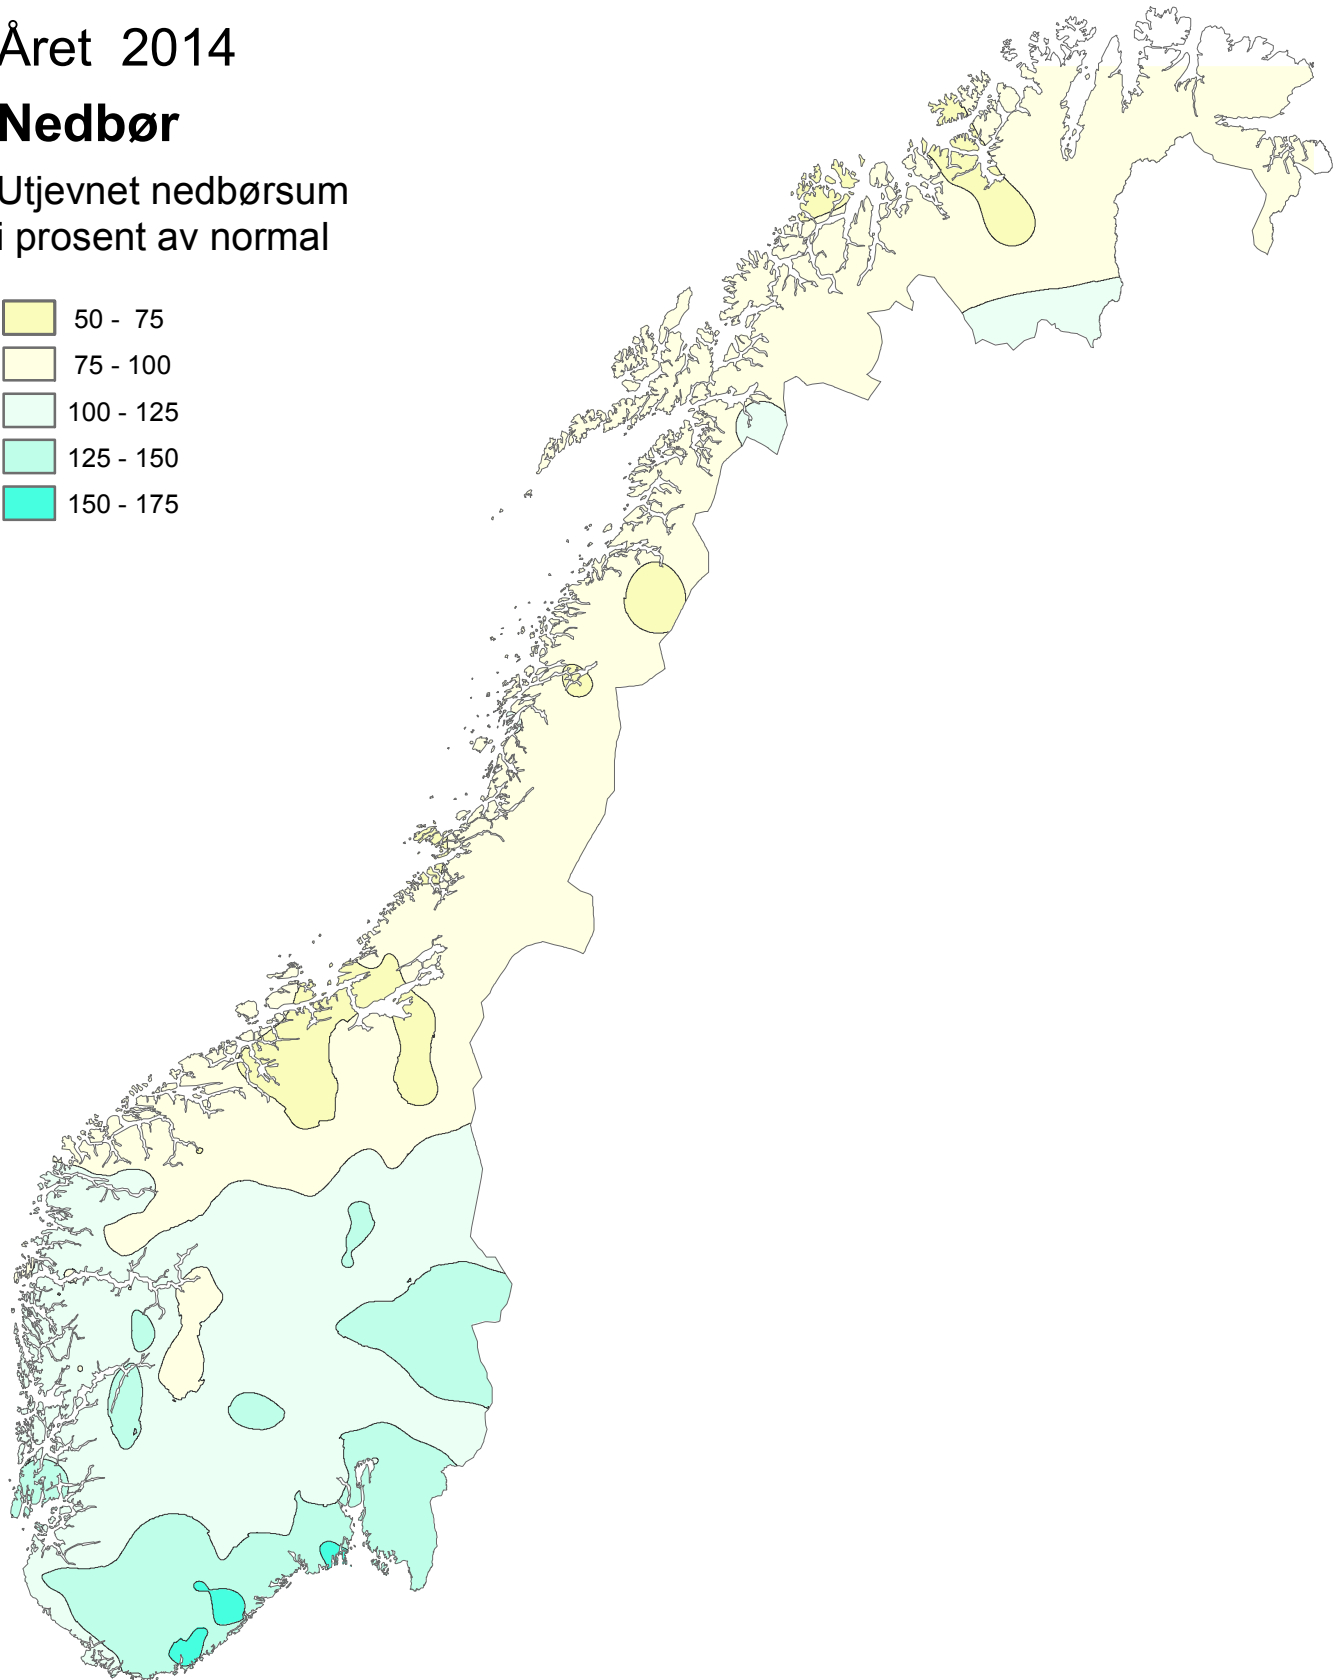 Året 2014
Nedbør
Utjevnet nedbørsum
i prosent av normal
50 - 75
75 - 100
100 - 125
125 - 150
150 - 175